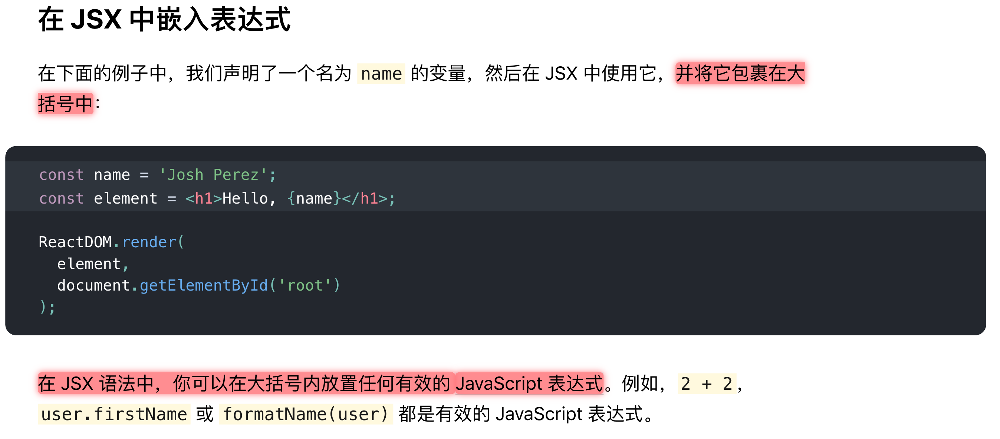 在 JSX 中嵌入表达式
在下面的例子中，我们声明了一个名为 name 的变量，然后在 JSX 中使用它，并将它包裹在大
括号中：
const name = 'Josh Perez';
const element = <h1>Hello, {name}</h1>;
ReactDOM.render(
  element,
  document.getElementById('root')
);
在 JSX 语法中，你可以在大括号内放置任何有效的 JavaScript 表达式。例如，2 + 2，
user.firstName 或 formatName(user) 都是有效的 JavaScript 表达式。